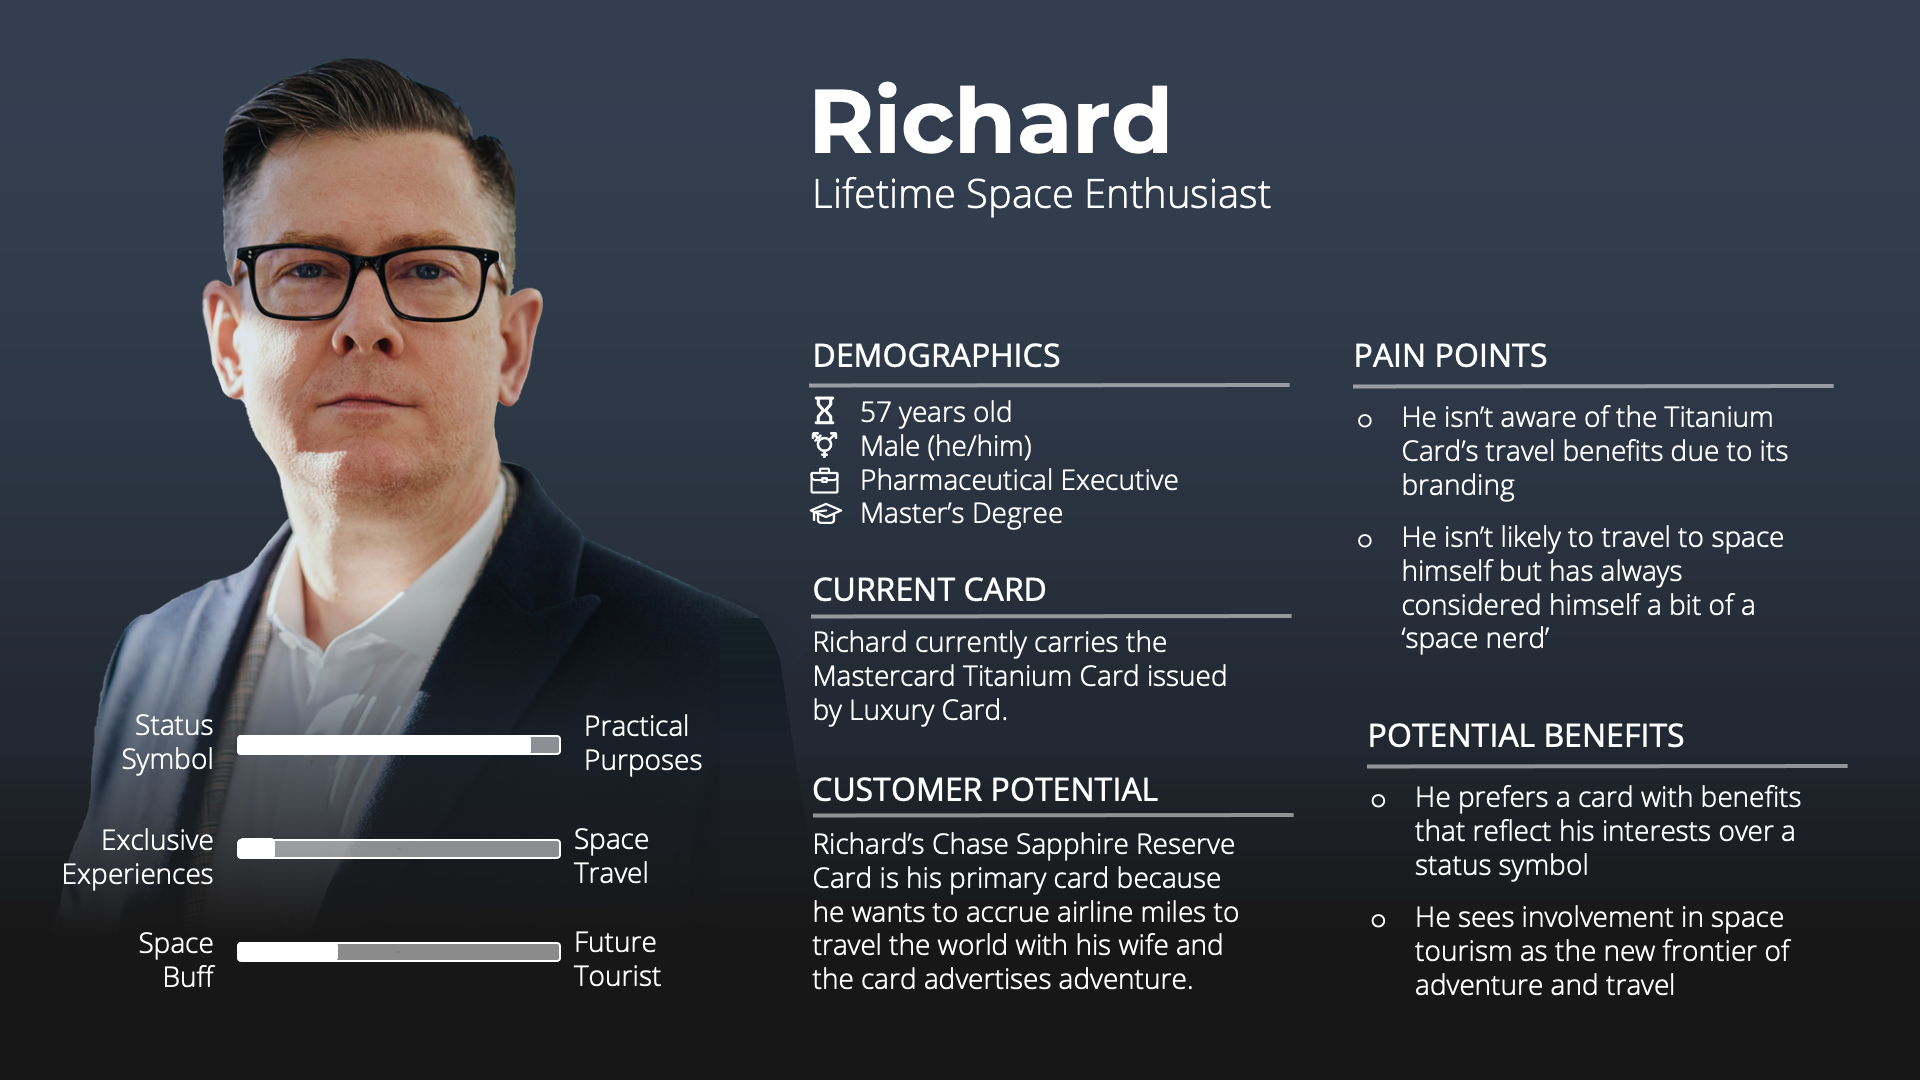 Richard
Lifetime Space Enthusiast
DEMOGRAPHICS
57 years old
Male (he/him)
Pharmaceutical Executive
Master's Degree
CURRENT CARD
Richard currently carries the
Mastercard Titanium Card issued
by Luxury Card.
CUSTOMER POTENTIAL
Richard's Chase Sapphire Reserve
Card is his primary card because
he wants to accrue airline miles to
travel the world with his wife and
the card advertises adventure.
PAIN POINTS
He isn't aware of the Titanium
Card's travel benefits due to its
branding
He isn't likely to travel to space
himself but has always
considered himself a bit of a
'space nerd'
POTENTIAL BENEFITS
He prefers a card with benefits
that reflect his interests over a
status symbol
He sees involvement in space
tourism as the new frontier of
adventure and travel
Status
Symbol
Practical
Purposes
Exclusive
Experiences
Space
Travel
Space
Buff
Future
Tourist